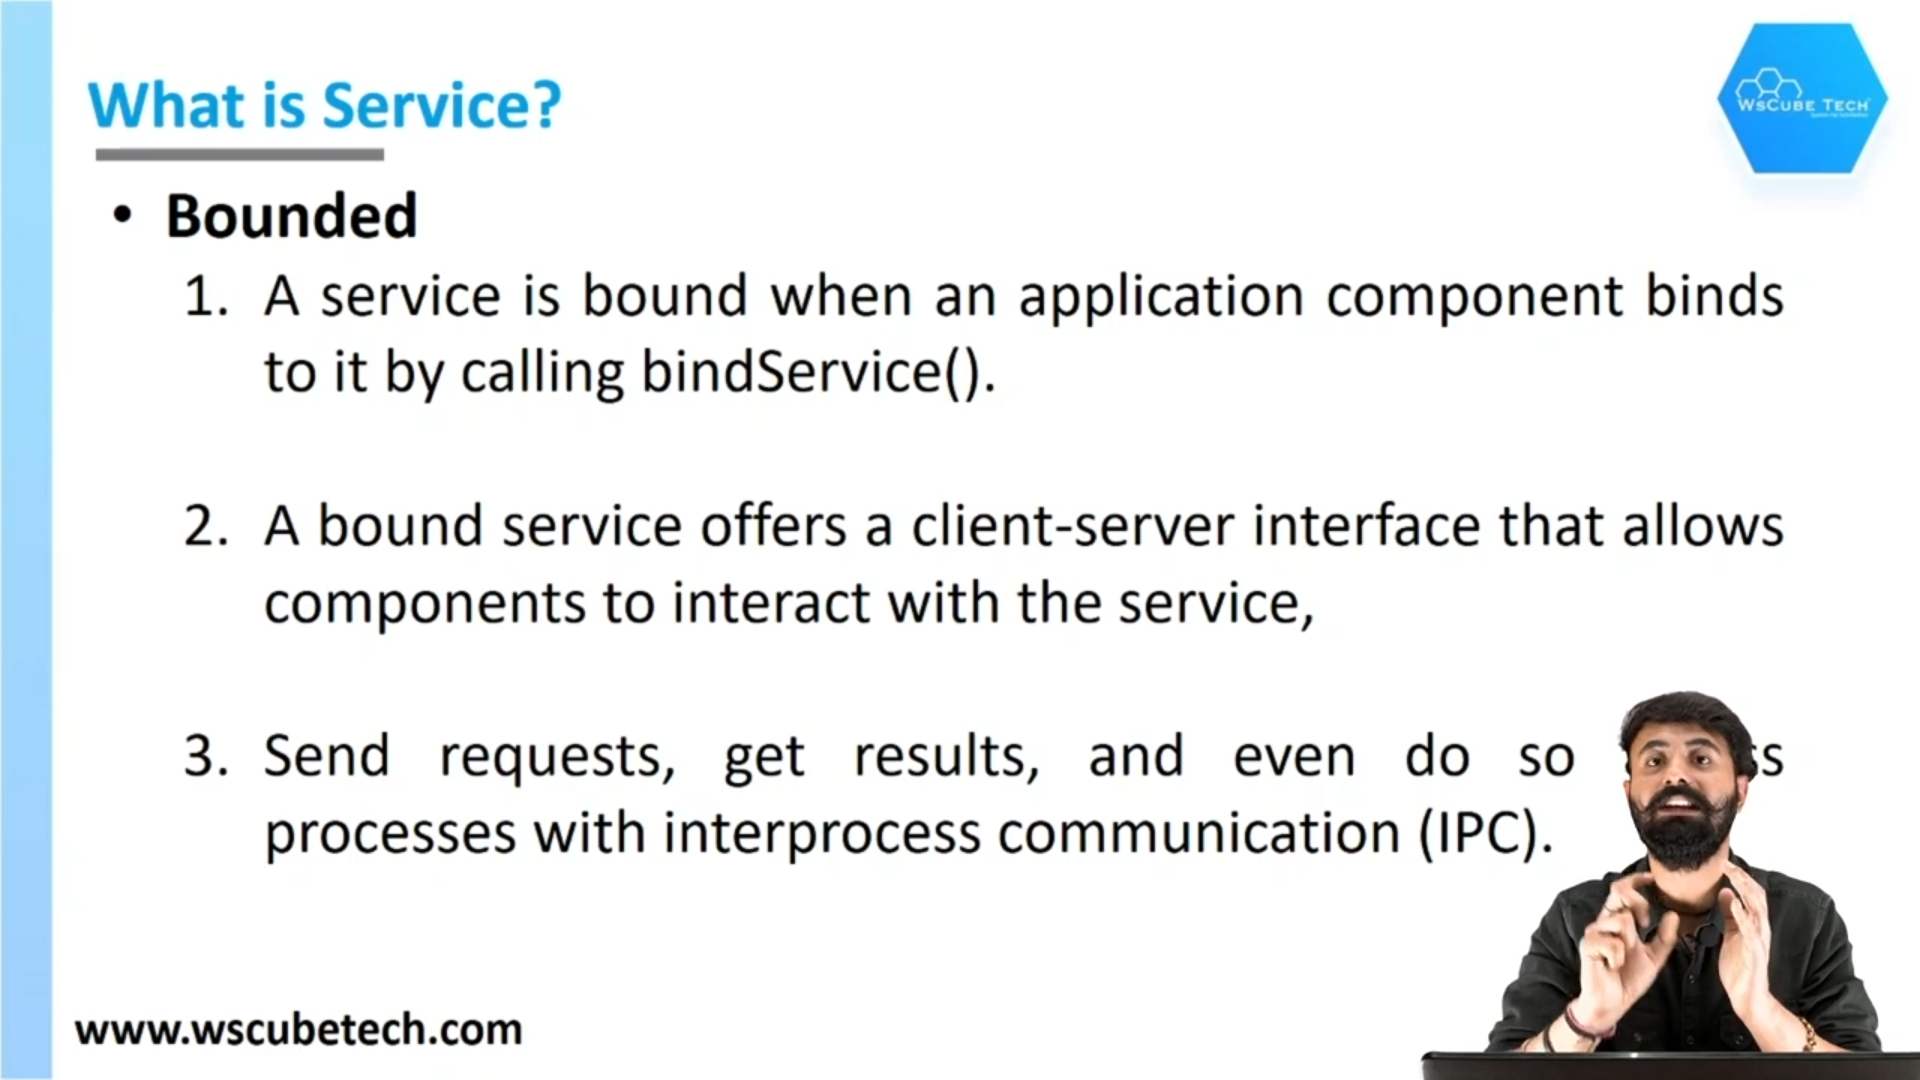 What is Service?
WSCUBE TECH
• Bounded
1. A service is bound when an application component binds
to it by calling bindService().
2. A bound service offers a client-server interface that allows
components to interact with the service,
3. Send requests, get results, and even do so
processes with interprocess communication (IPC).
www.wscubetech.com